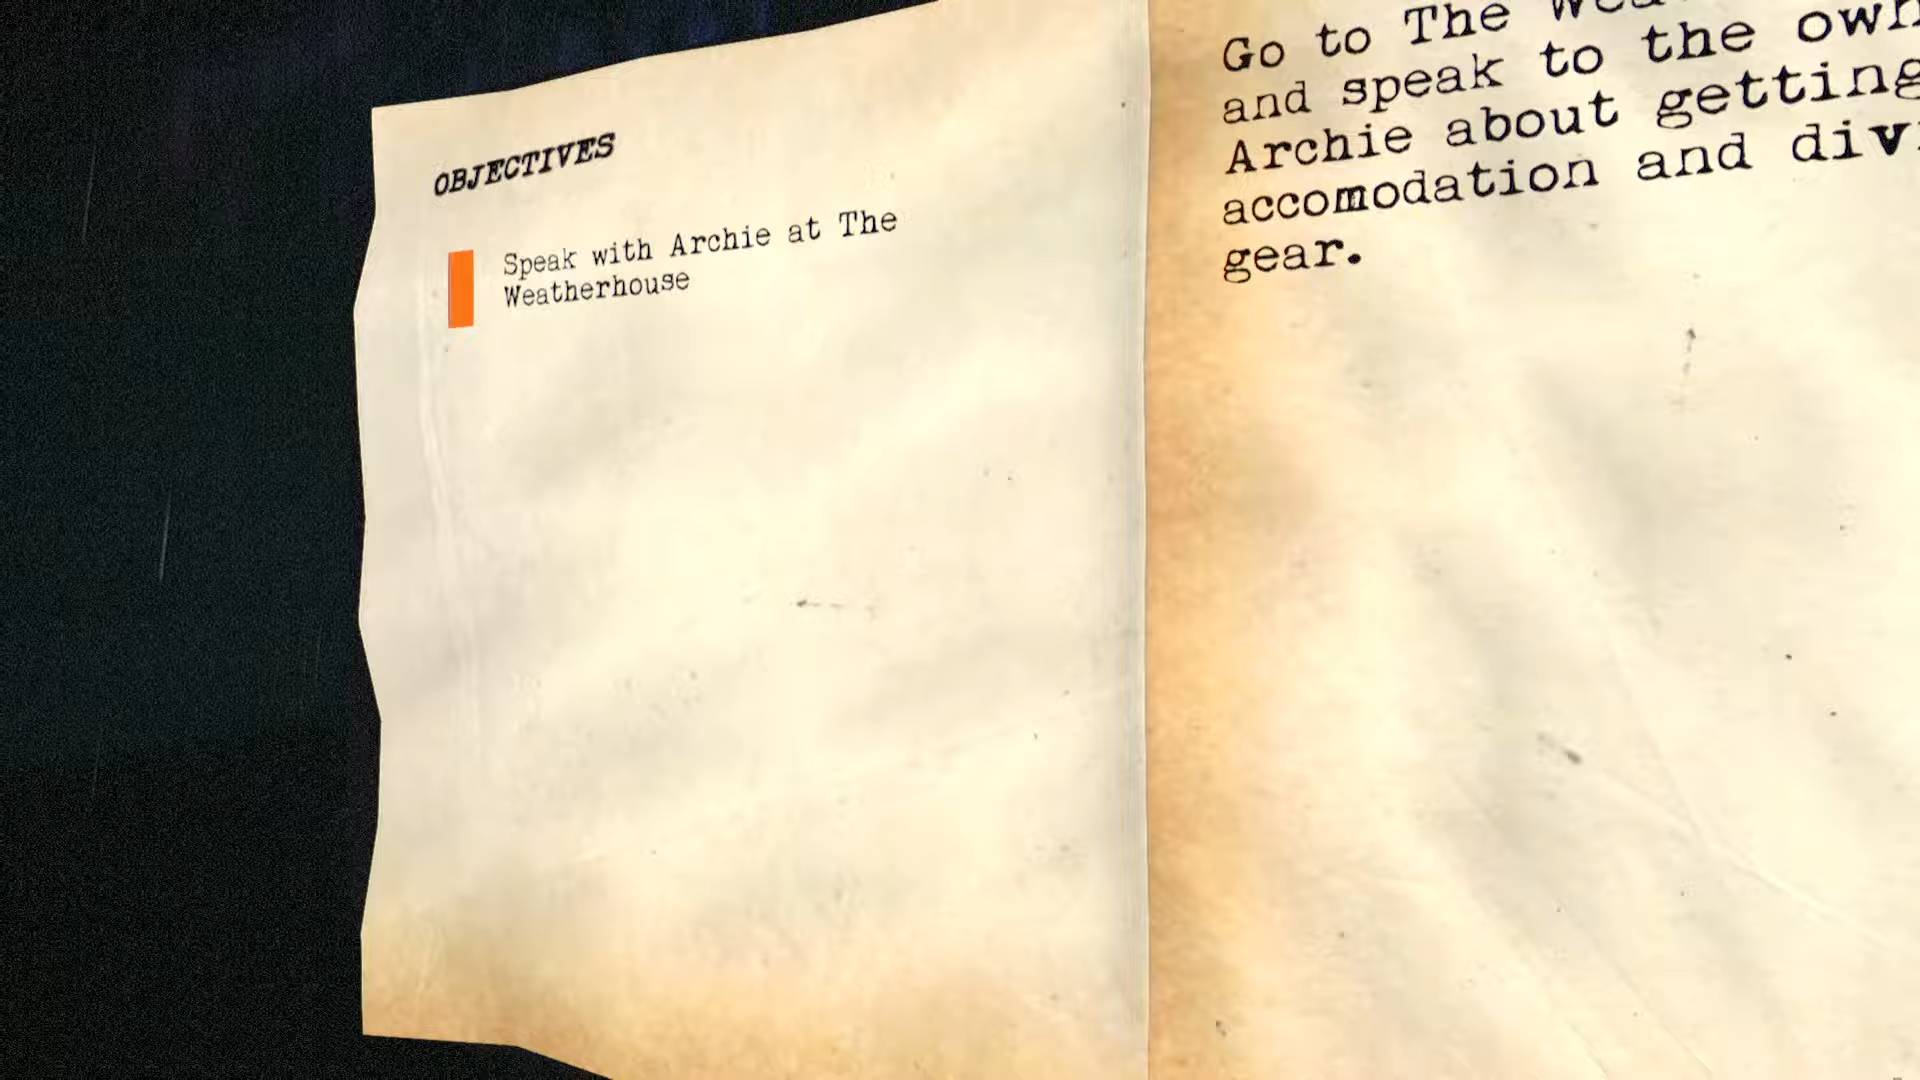 OBJECTIVES
Speak with Archie at The
Weatherhouse
Go to The
and speak to the
Archie about getting
accomodation and
gear.